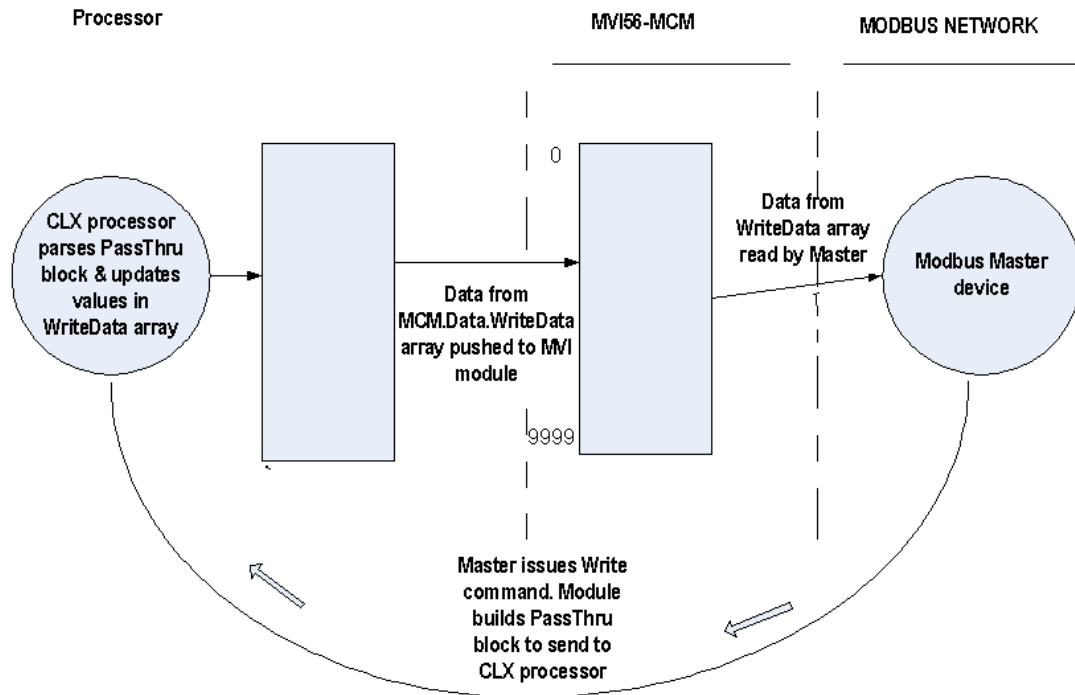 Processor
MVI56-MCM
MODBUS NETWORK
0
CLX processor
parses PassThru
block & updates
values in
WriteData array
Data from
MCM.Data.WriteData
array pushed to MVI
module
Data from
WriteData array
read by Master
Modbus Master
device
9999
Master issues Write
command. Module
builds PassThru
block to send to
CLX processor